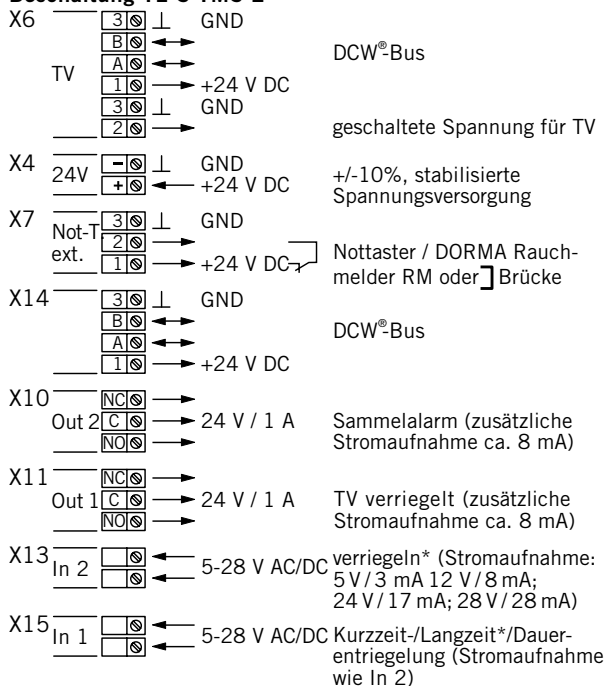 X6 TV 3 GND
B DCW®-Bus
A
1 +24 V DC
3 GND
2 geschaltete Spannung für TV
X4 24V – GND +/-10%, stabilisierte
+ +24 V DC Spannungsversorgung
X7 Not-T. ext. 3 GND
2 Nottaster / DORMA Rauch-
1 +24 V DC melder RM oder Brücke
X14 3 GND
B DCW®-Bus
A
1 +24 V DC
X10 NC
Out 2 C 24 V / 1 A Sammelalarm (zusätzliche
NO Stromaufnahme ca. 8 mA)
X11 NC
Out 1 C 24 V / 1 A TV verriegelt (zusätzliche
NO Stromaufnahme ca. 8 mA)
X13 In 2 5-28 V AC/DC verriegeln* (Stromaufnahme:
5 V / 3 mA 12 V / 8 mA;
24 V / 17 mA; 28 V / 28 mA)
X15 In 1 5-28 V AC/DC Kurzzeit-/Langzeit*/Dauer-
entriegelung (Stromaufnahme
wie In 2)